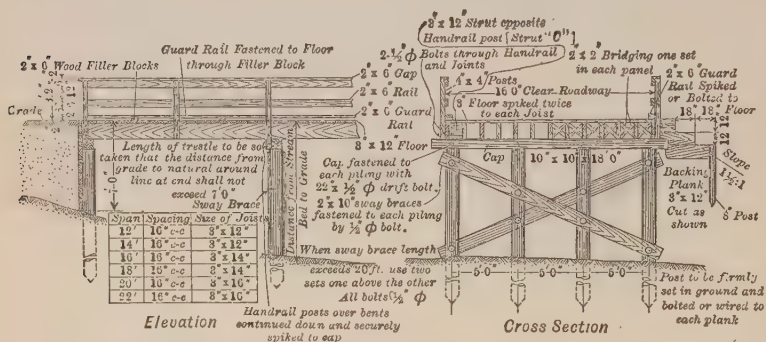 3" x 12" Strut opposite
Handrail post [Strut "O"]
2-½" Φ Bolts through Handrail
and Joints
2" x 6" Wood Filler Blocks
Guard Rail Fastened to Floor
through Filler Block
2" x 6" Cap
2" x 6" Rail
2" x 6" Guard
Rail
3" x 12" Floor
Grade
4" x 4" Posts
16'0" Clear Roadway
3" Floor spiked twice
to each Joist
2" x 2" Bridging one set
in each panel
2" x 6" Guard
Rail Spiked
or Bolted to
Floor
18" 18"
12" 12"
Slope
1½:1
Length of trestle to be so
taken that the distance from
grade to natural around
line at end shall not
exceed 7'0"
Sway Brace
Distance from Stream
Bed to Grade
Cap fastened to
each piling with
22" x ½" Φ drift bolt.
2" x 10" sway braces
fastened to each piling
by ½" Φ bolt.
Cap
10" x 10" x 18'0"
Backing
Plank
3" x 12"
Cut as
shown
6" Post
Span Spacing Size of Joist
12' 16" c-c 3" x 12"
14' 16" c-c 3" x 12"
16' 16" c-c 3" x 14"
18' 16" c-c 3" x 14"
20' 16" c-c 3" x 16"
22' 16" c-c 3" x 16"
When sway brace length
exceeds 20 ft. use two
sets one above the other
All bolts ½" Φ
5'0" 5'0" 5'0"
Post to be firmly
set in ground and
bolted or wired to
each plank
Handrail posts over bents
continued down and securely
spiked to cap
Elevation
Cross Section